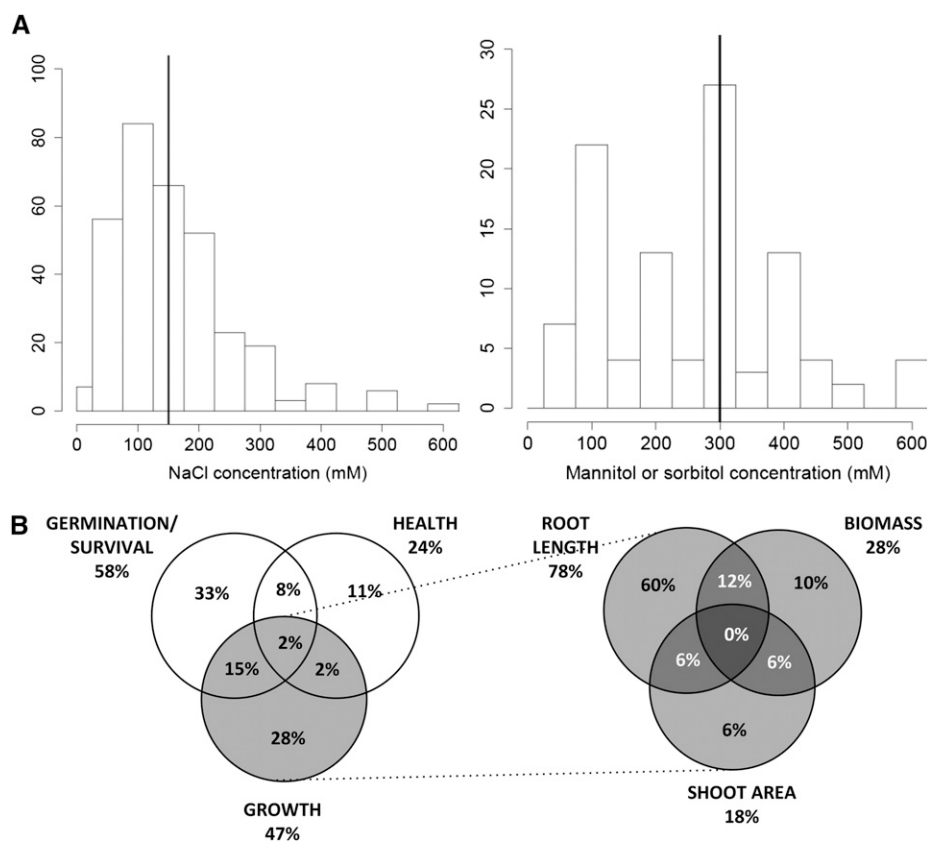 A
100
80
60
40
20
0
0 100 200 300 400 500 600
NaCl concentration (mM)
30
25
20
15
10
5
0
0 100 200 300 400 500 600
Mannitol or sorbitol concentration (mM)
B
GERMINATION/
SURVIVAL
58%
HEALTH
24%
33%
8%
11%
2%
15%
2%
28%
GROWTH
47%
ROOT
LENGTH
78%
BIOMASS
28%
60%
12%
10%
0%
6%
6%
6%
SHOOT AREA
18%